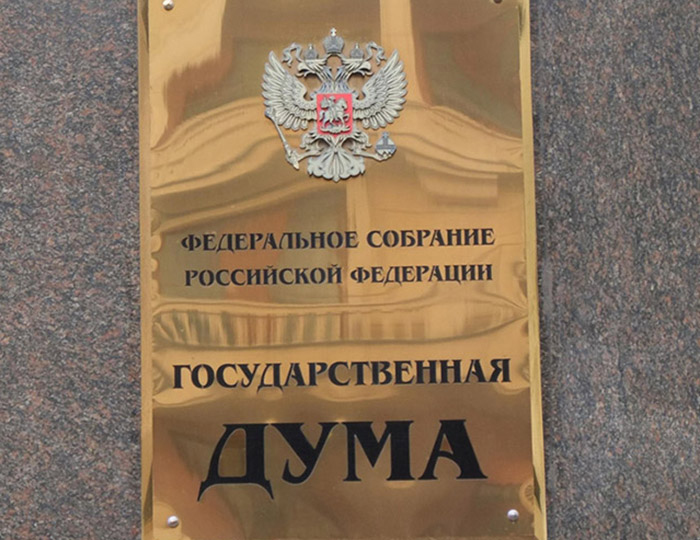 ФЕДЕРАЛЬНОЕ СОБРАНИЕ
РОССИЙСКОЙ ФЕДЕРАЦИИ
ГОСУДАРСТВЕННАЯ
ДУМА